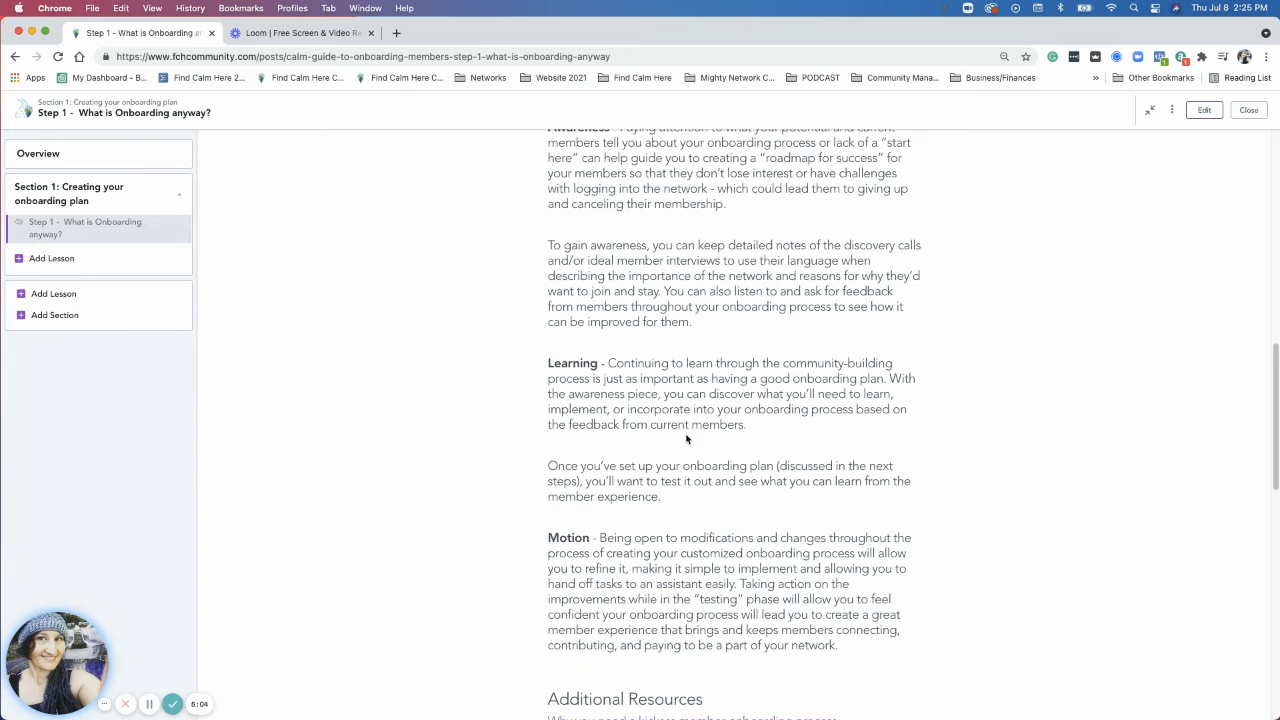 Chrome File Edit View History Bookmarks Profiles Tab Window Help Thu Jul 8 2:25 PM
Step 1 - What is Onboarding an
Loom | Free Screen & Video Re
https://www.fchcommunity.com/posts/calm-guide-to-onboarding-members-step-1-what-is-onboarding-anyway
Apps My Dashboard - B... Find Calm Here 2... Find Calm Here C... Find Calm Here C... Networks Website 2021 Find Calm Here Mighty Network C... PODCAST Community Mana... Business/Finances » Other Bookmarks Reading List
Section 1: Creating your onboarding plan
Step 1 - What is Onboarding anyway?
Edit
Close
Overview
Section 1: Creating your
onboarding plan
Step 1 - What is Onboarding
anyway?
Add Lesson
Add Lesson
Add Section
Awareness - Paying attention to what your potential and current
members tell you about your onboarding process or lack of a “start
here” can help guide you to creating a “roadmap for success” for
your members so that they don’t lose interest or have challenges
with logging into the network - which could lead them to giving up
and canceling their membership.
To gain awareness, you can keep detailed notes of the discovery calls
and/or ideal member interviews to use their language when
describing the importance of the network and reasons for why they’d
want to join and stay. You can also listen to and ask for feedback
from members throughout your onboarding process to see how it
can be improved for them.
Learning - Continuing to learn through the community-building
process is just as important as having a good onboarding plan. With
the awareness piece, you can discover what you’ll need to learn,
implement, or incorporate into your onboarding process based on
the feedback from current members.
Once you’ve set up your onboarding plan (discussed in the next
steps), you’ll want to test it out and see what you can learn from the
member experience.
Motion - Being open to modifications and changes throughout the
process of creating your customized onboarding process will allow
you to refine it, making it simple to implement and allowing you to
hand off tasks to an assistant easily. Taking action on the
improvements while in the “testing” phase will allow you to feel
confident your onboarding process will lead you to create a great
member experience that brings and keeps members connecting,
contributing, and paying to be a part of your network.
Additional Resources
Why you need a kickass member onboarding process
5:04